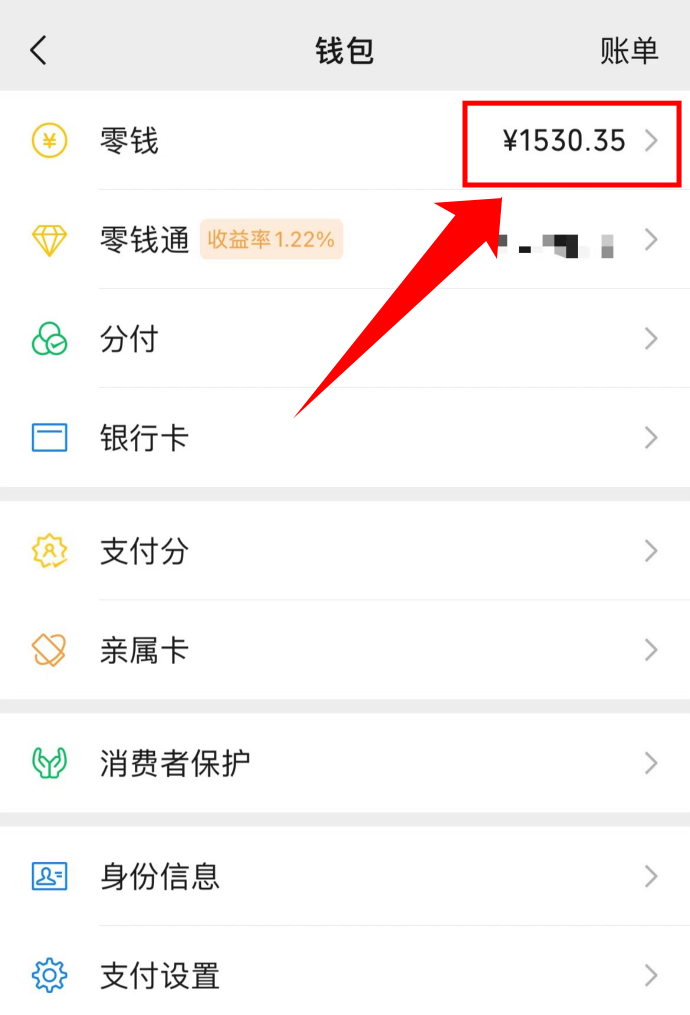 钱包 账单
零钱 ¥1530.35
零钱通 收益率1.22%
分付
银行卡
支付分
亲属卡
消费者保护
身份信息
支付设置